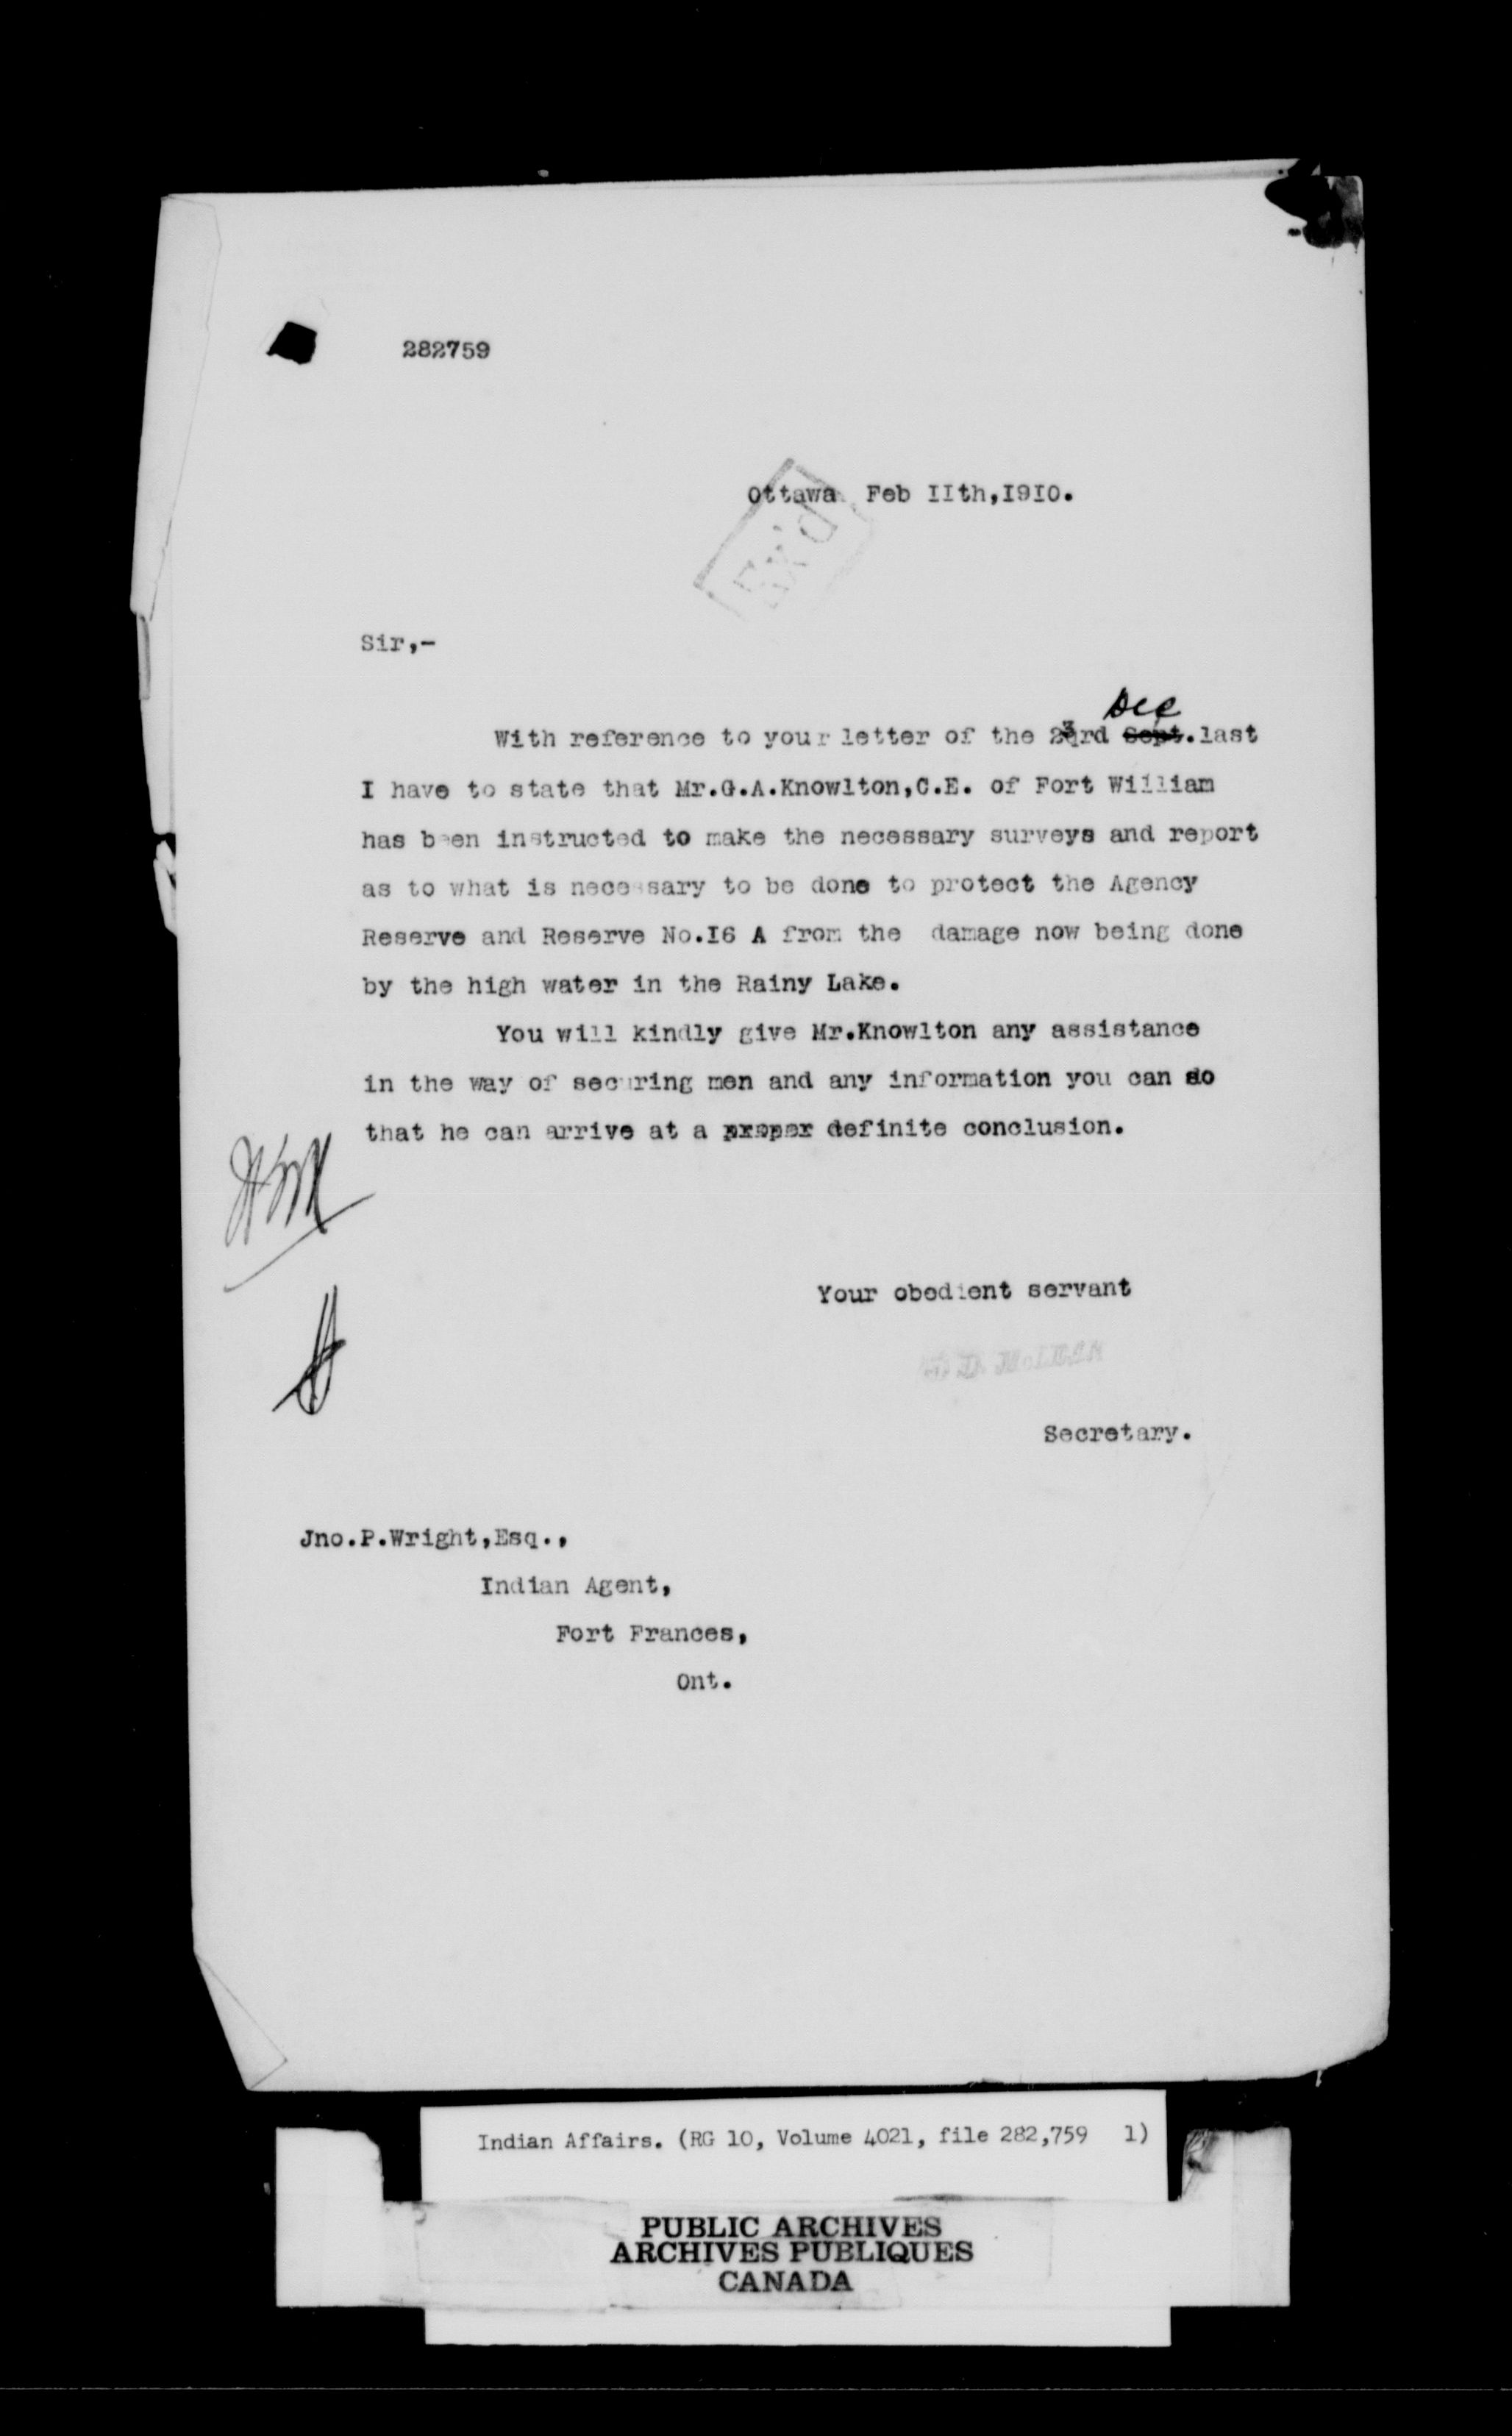 282759
Ottawa Feb IIth,I9I0.
Ex'd
Sir,-
Dec
With reference to your letter of the 23rd Sept.last
I have to state that Mr.G.A.Knowlton,C.E. of Fort William
has been instructed to make the necessary surveys and report
as to what is necessary to be done to protect the Agency
Reserve and Reserve No.I6 A from the damage now being done
by the high water in the Rainy Lake.
You will kindly give Mr.Knowlton any assistance
in the way of securing men and any information you can so
that he can arrive at a proper definite conclusion.
Your obedient servant
McLEAN
Secretary.
Jno.P.Wright,Esq.,
Indian Agent,
Fort Frances,
Ont.
Indian Affairs. (RG 10, Volume 4021, file 282,759 1)
PUBLIC ARCHIVES
ARCHIVES PUBLIQUES
CANADA